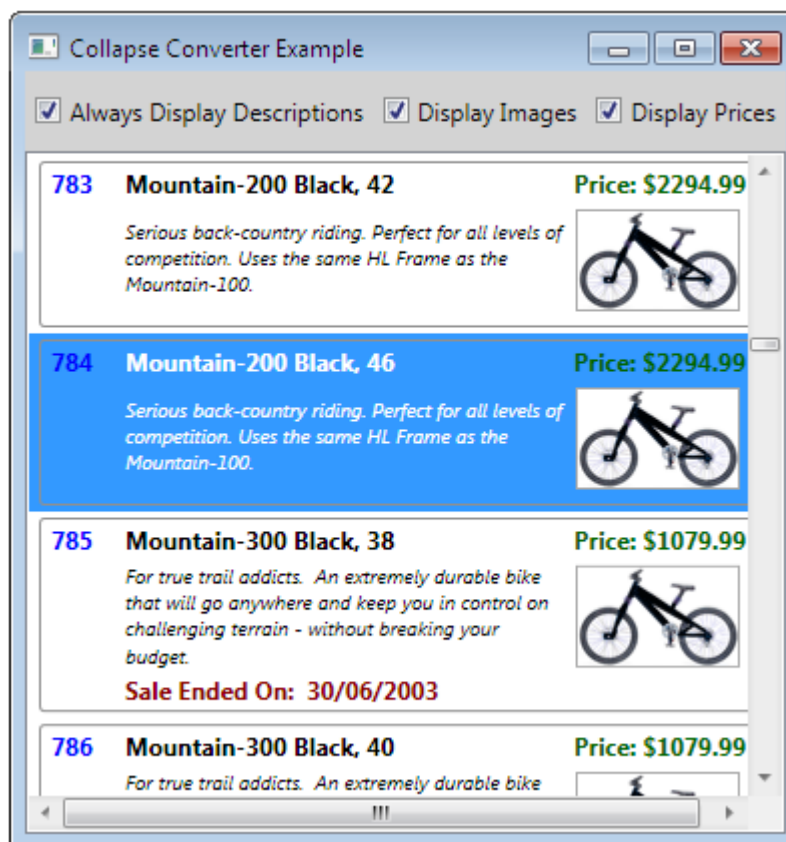 Collapse Converter Example
Always Display Descriptions Display Images Display Prices
783 Mountain-200 Black, 42 Price: $2294.99
Serious back-country riding. Perfect for all levels of
competition. Uses the same HL Frame as the
Mountain-100.
784 Mountain-200 Black, 46 Price: $2294.99
Serious back-country riding. Perfect for all levels of
competition. Uses the same HL Frame as the
Mountain-100.
785 Mountain-300 Black, 38 Price: $1079.99
For true trail addicts.  An extremely durable bike
that will go anywhere and keep you in control on
challenging terrain - without breaking your
budget.
Sale Ended On:  30/06/2003
786 Mountain-300 Black, 40 Price: $1079.99
For true trail addicts.  An extremely durable bike